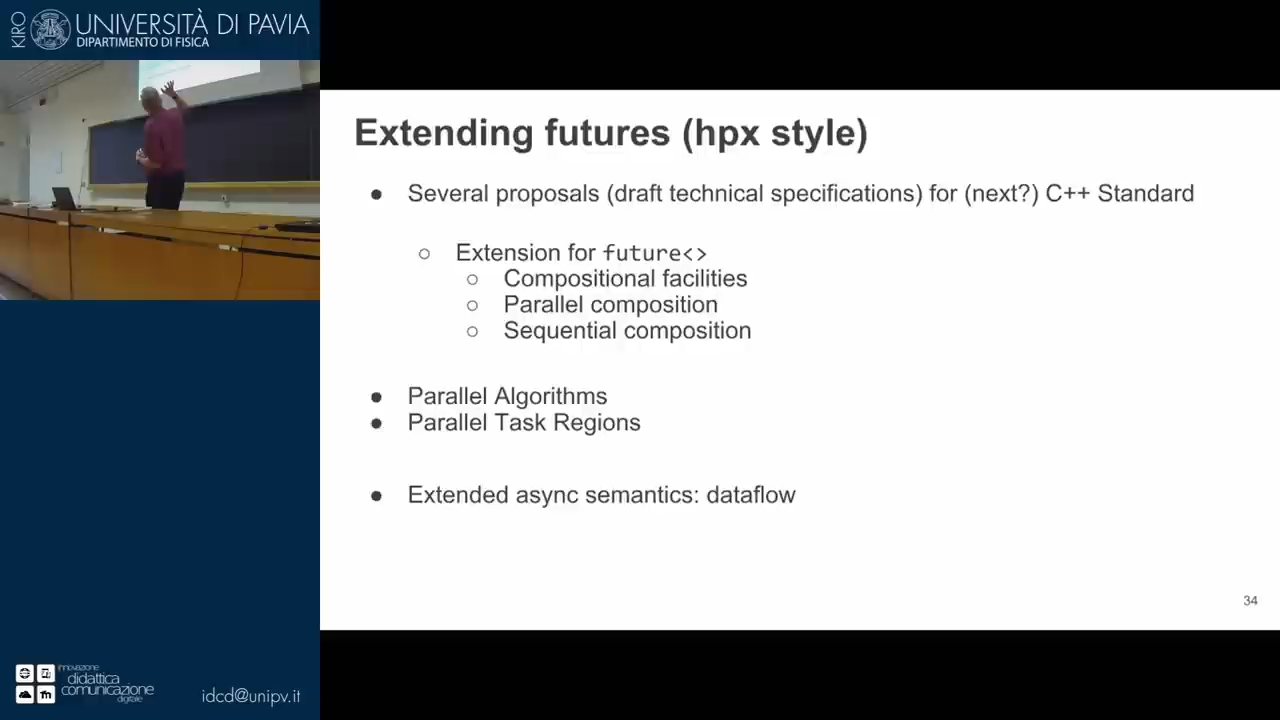 KIRO
UNIVERSITÀ DI PAVIA
DIPARTIMENTO DI FISICA
Extending futures (hpx style)
● Several proposals (draft technical specifications) for (next?) C++ Standard
○ Extension for future<>
○ Compositional facilities
○ Parallel composition
○ Sequential composition
● Parallel Algorithms
● Parallel Task Regions
● Extended async semantics: dataflow
34
innovazione
didattica
comunicazione
digitale
idcd@unipv.it